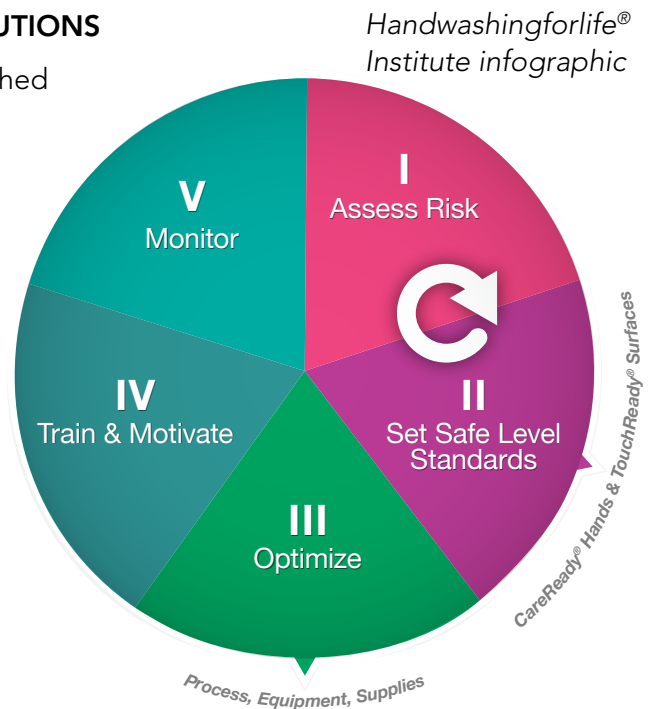 UTIONS
hed
Handwashingforlife®
Institute infographic
I
Assess Risk
II
Set Safe Level
Standards
CareReady® Hands & TouchReady® Surfaces
III
Optimize
Process, Equipment, Supplies
IV
Train & Motivate
V
Monitor